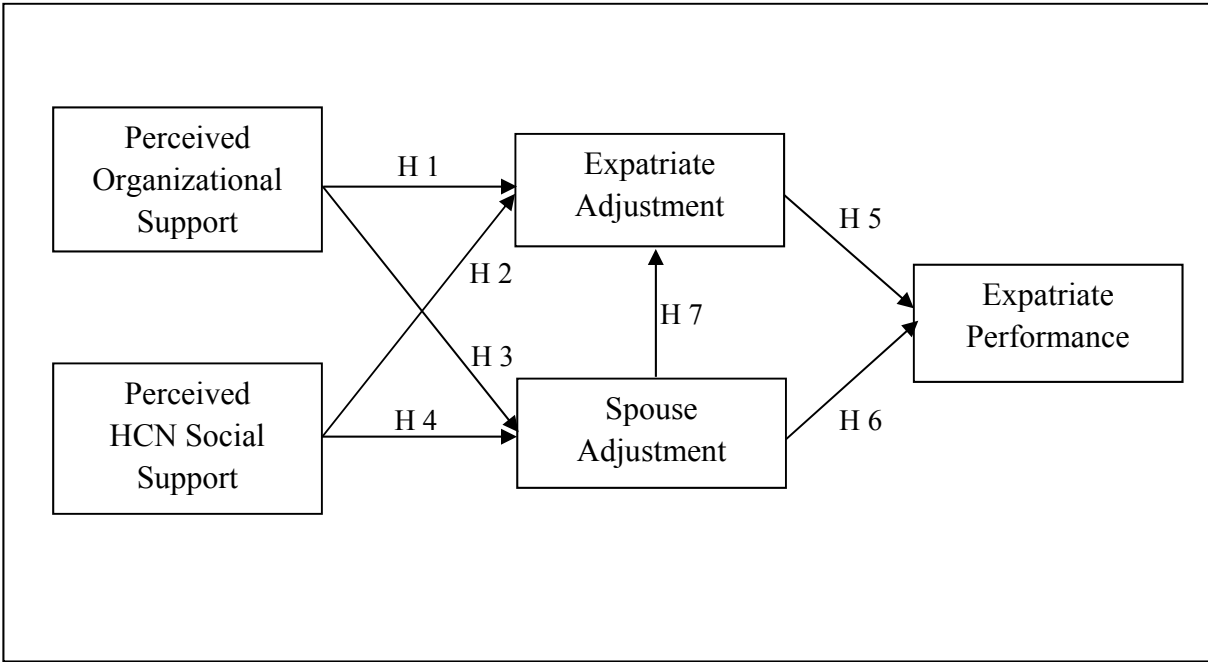 Perceived
Organizational
Support
H 1
Expatriate
Adjustment
H 5
H 2
Expatriate
Performance
H 7
H 3
Perceived
HCN Social
Support
H 4
Spouse
Adjustment
H 6